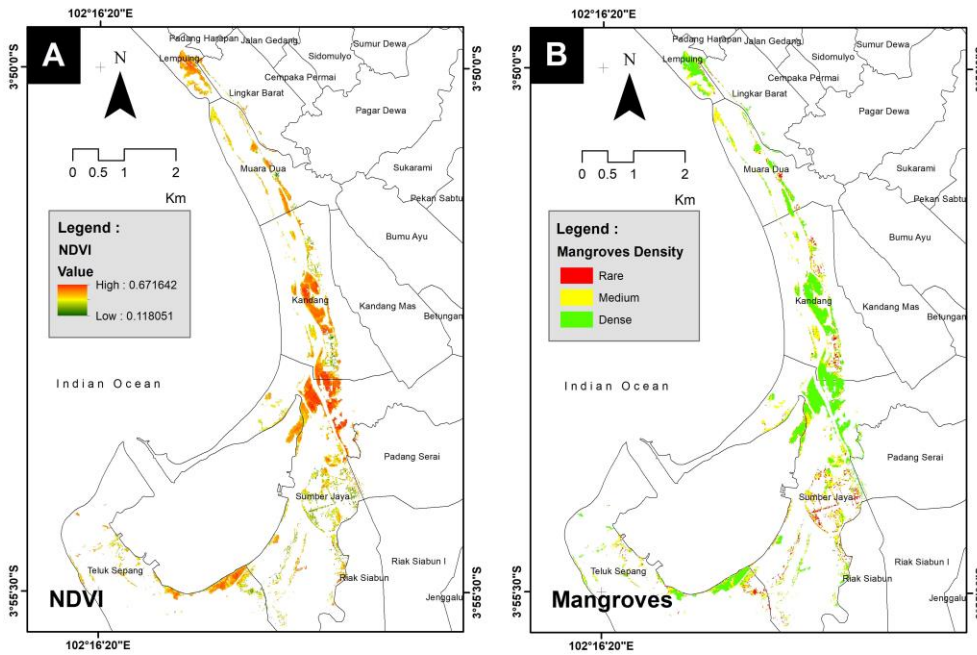 102°16'20"E
A
N
3°50'0"S
0 0.5 1 2
Km
Legend :
NDVI
Value
High : 0.671642
Low : 0.118051
Indian Ocean
Padang Harapan
Jalan Gedang
Sumur Dewa
Lempuing
Sidomulyo
Cempaka Permai
Lingkar Barat
Pagar Dewa
Muara Dua
Sukarami
Pekan Sabtu
Bumu Ayu
Kandang
Kandang Mas
Betungan
Padang Serai
Sumber Jaya
Teluk Sepang
Riak Siabun
Riak Siabun I
Jenggalu
3°55'30"S
NDVI
102°16'20"E
102°16'20"E
B
N
3°50'0"S
0 0.5 1 2
Km
Legend :
Mangroves Density
Rare
Medium
Dense
Indian Ocean
Padang Harapan
Jalan Gedang
Sumur Dewa
Lempuing
Sidomulyo
Cempaka Permai
Lingkar Barat
Pagar Dewa
Muara Dua
Sukarami
Pekan Sabtu
Bumu Ayu
Kandang
Kandang Mas
Betungan
Padang Serai
Sumber Jaya
Teluk Sepang
Riak Siabun
Riak Siabun I
Jenggalu
3°55'30"S
Mangroves
102°16'20"E